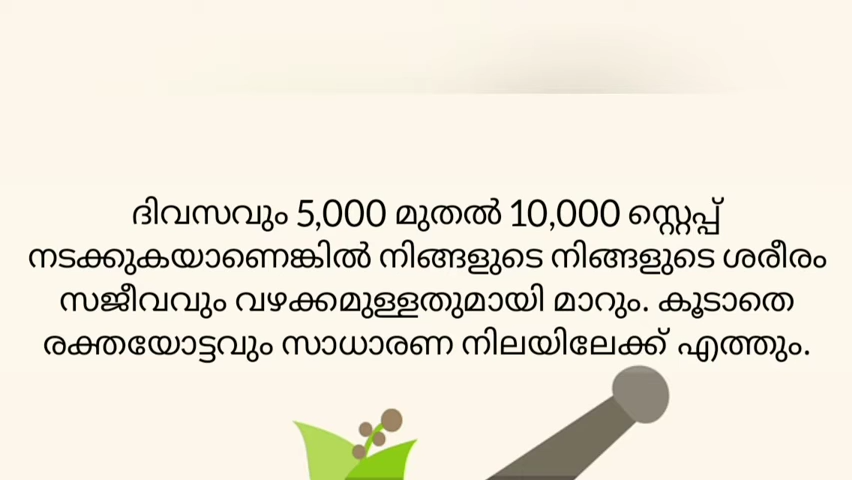 ദിവസവും 5,000 മുതൽ 10,000 സ്റ്റെപ്പ്
നടക്കുകയാണെങ്കിൽ നിങ്ങളുടെ നിങ്ങളുടെ ശരീരം
സജീവവും വഴക്കമുള്ളതുമായി മാറും. കൂടാതെ
രക്തയോട്ടവും സാധാരണ നിലയിലേക്ക് എത്തും.